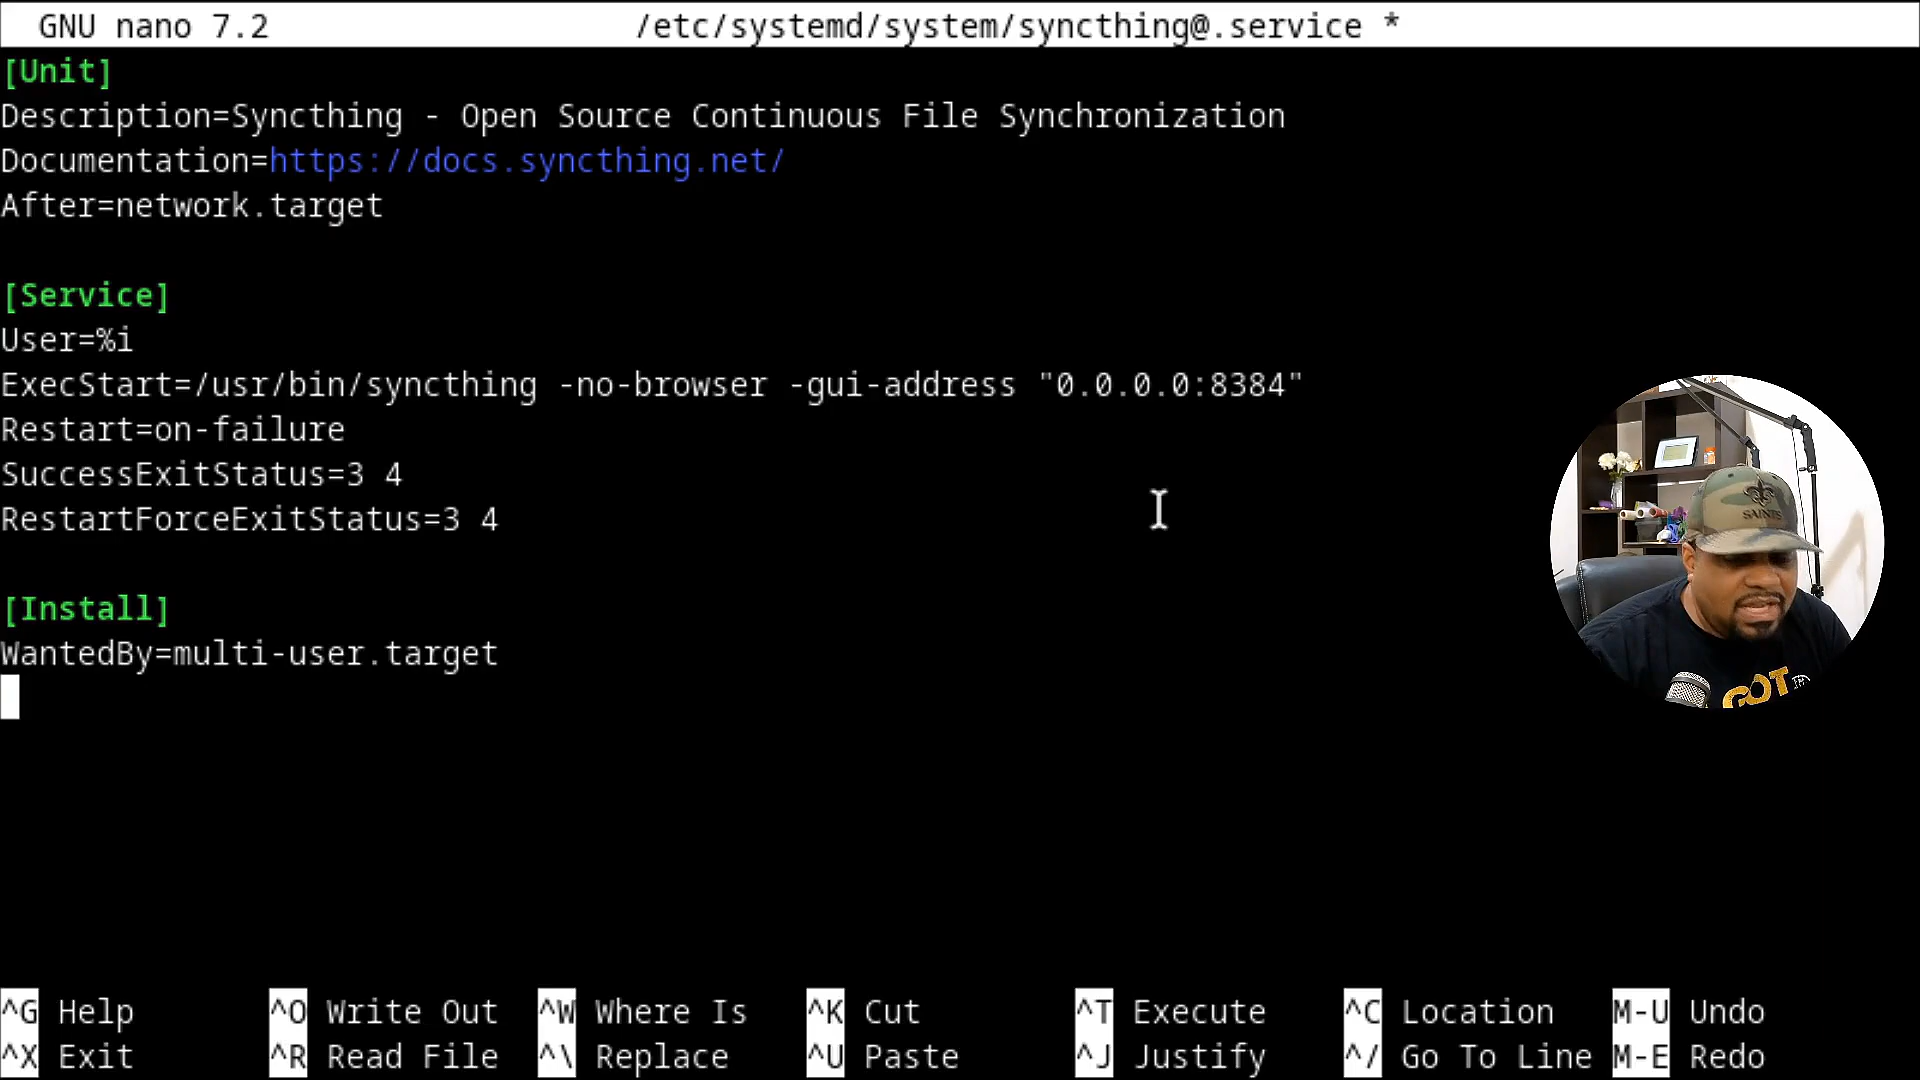 GNU nano 7.2 /etc/systemd/system/syncthing@.service *
[Unit]
Description=Syncthing - Open Source Continuous File Synchronization
Documentation=https://docs.syncthing.net/
After=network.target
[Service]
User=%i
ExecStart=/usr/bin/syncthing -no-browser -gui-address "0.0.0.0:8384"
Restart=on-failure
SuccessExitStatus=3 4
RestartForceExitStatus=3 4
[Install]
WantedBy=multi-user.target
SAINTS
GOT
^G Help ^O Write Out ^W Where Is ^K Cut ^T Execute ^C Location M-U Undo
^X Exit ^R Read File ^\ Replace ^U Paste ^J Justify ^/ Go To Line M-E Redo